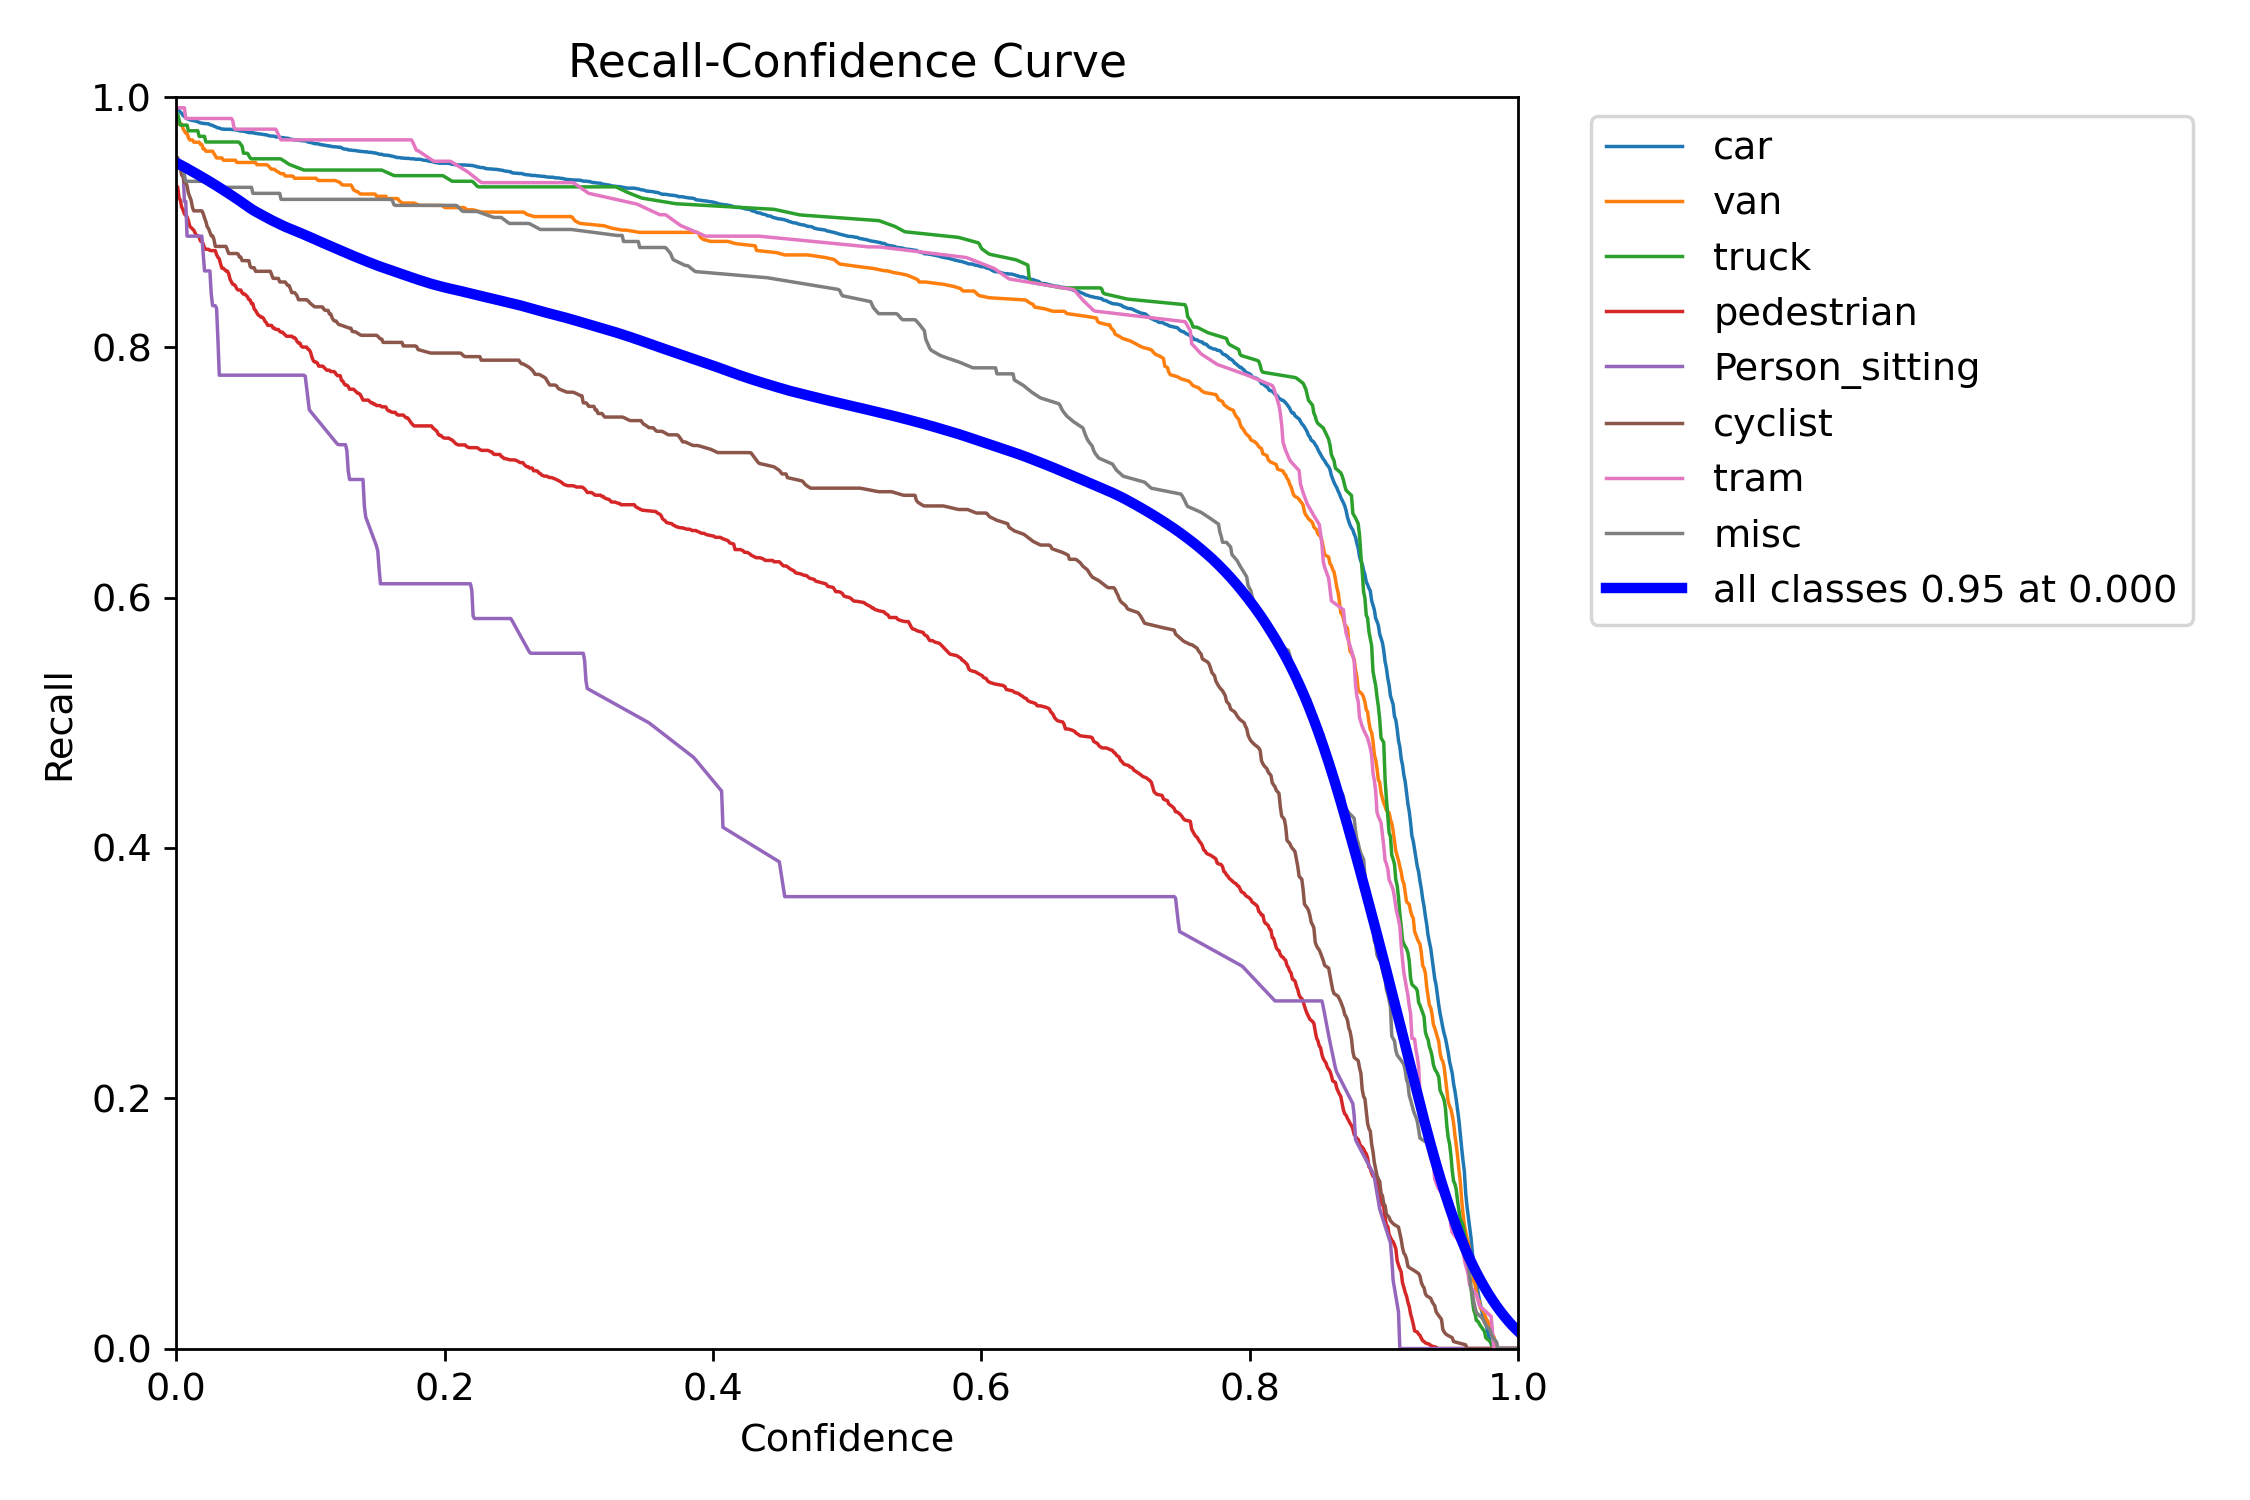 Recall-Confidence Curve
1.0
0.8
0.6
0.4
0.2
0.0
Recall
0.0 0.2 0.4 0.6 0.8 1.0
Confidence
car
van
truck
pedestrian
Person_sitting
cyclist
tram
misc
all classes 0.95 at 0.000